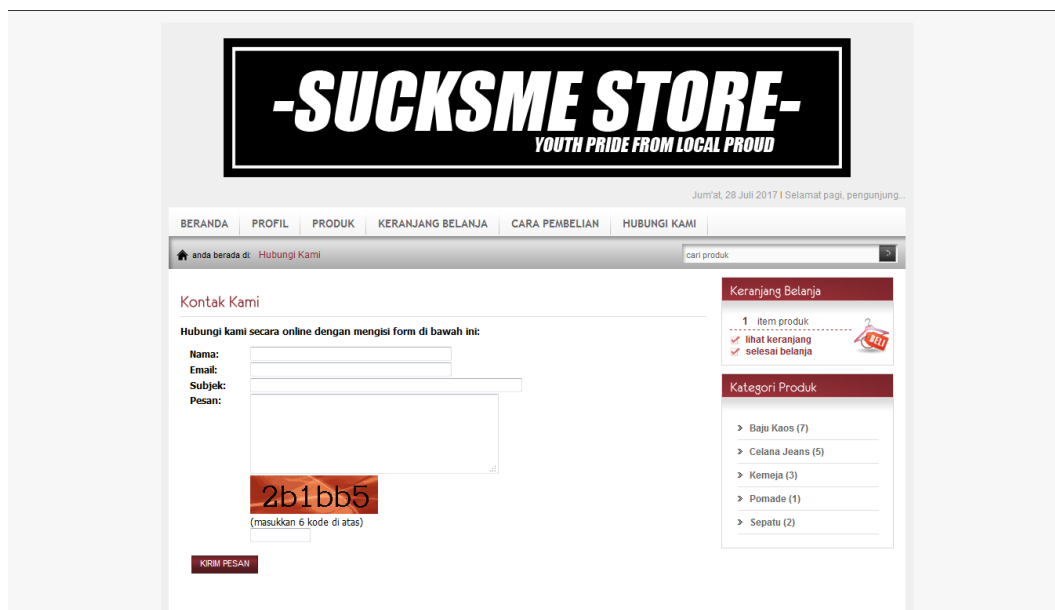 -SUCKSME STORE-
YOUTH PRIDE FROM LOCAL PROUD
Jum'at, 28 Juli 2017 I Selamat pagi, pengunjung...
BERANDA PROFIL PRODUK KERANJANG BELANJA CARA PEMBELIAN HUBUNGI KAMI
anda berada di: Hubungi Kami
cari produk
Kontak Kami
Hubungi kami secara online dengan mengisi form di bawah ini:
Nama:
Email:
Subjek:
Pesan:
2b1bb5
(masukkan 6 kode di atas)
KIRIM PESAN
Keranjang Belanja
1 item produk
lihat keranjang
selesai belanja
BELI
Kategori Produk
Baju Kaos (7)
Celana Jeans (5)
Kemeja (3)
Pomade (1)
Sepatu (2)